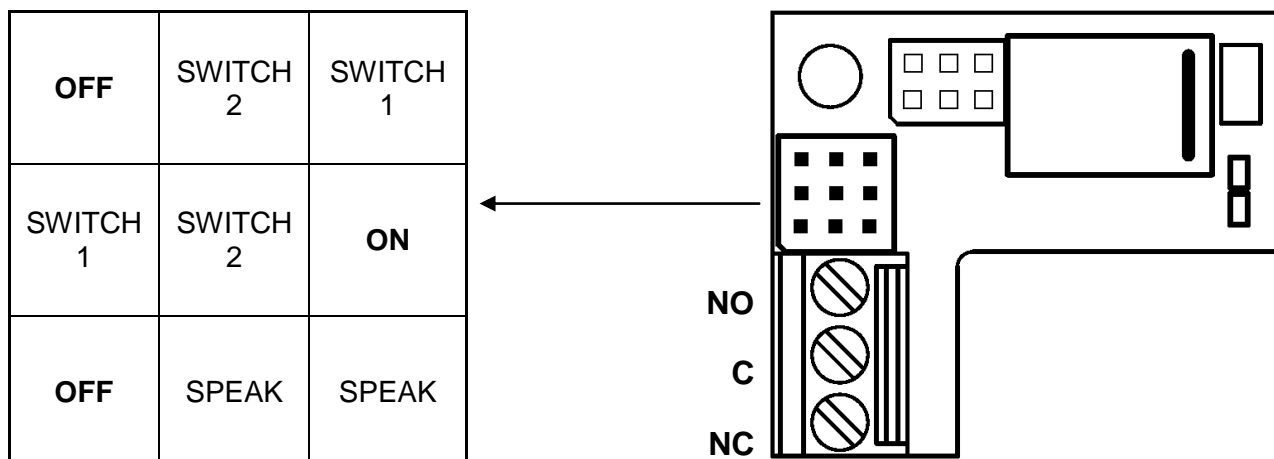 OFF
SWITCH
2
SWITCH
1
SWITCH
1
SWITCH
2
ON
OFF
SPEAK
SPEAK
NO
C
NC